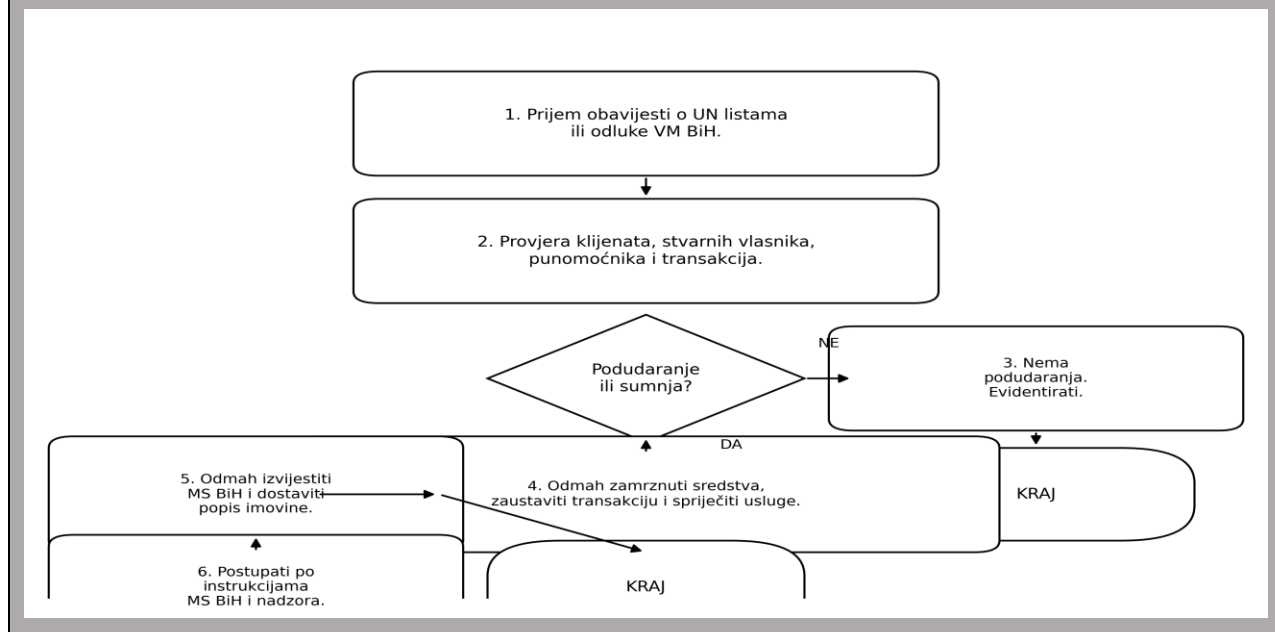 1. Prijem obavijesti o UN listama
ili odluke VM BiH.
2. Provjera klijenata, stvarnih vlasnika,
punomoćnika i transakcija.
Podudaranje
ili sumnja?
NE
3. Nema
podudaranja.
Evidentirati.
DA
4. Odmah zamrznuti sredstva,
zaustaviti transakciju i spriječiti usluge.
KRAJ
5. Odmah izvijestiti
MS BiH i dostaviti
popis imovine.
6. Postupati po
instrukcijama
MS BiH i nadzora.
KRAJ